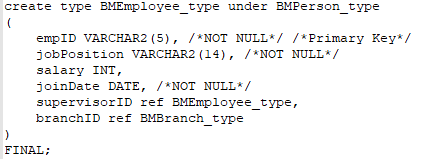 create type BMEmployee_type under BMPerson_type
(
empID VARCHAR2(5), /*NOT NULL*/ /*Primary Key*/
jobPosition VARCHAR2(14), /*NOT NULL*/
salary INT,
joinDate DATE, /*NOT NULL*/
supervisorID ref BMEmployee_type,
branchID ref BMBranch_type
)
FINAL;